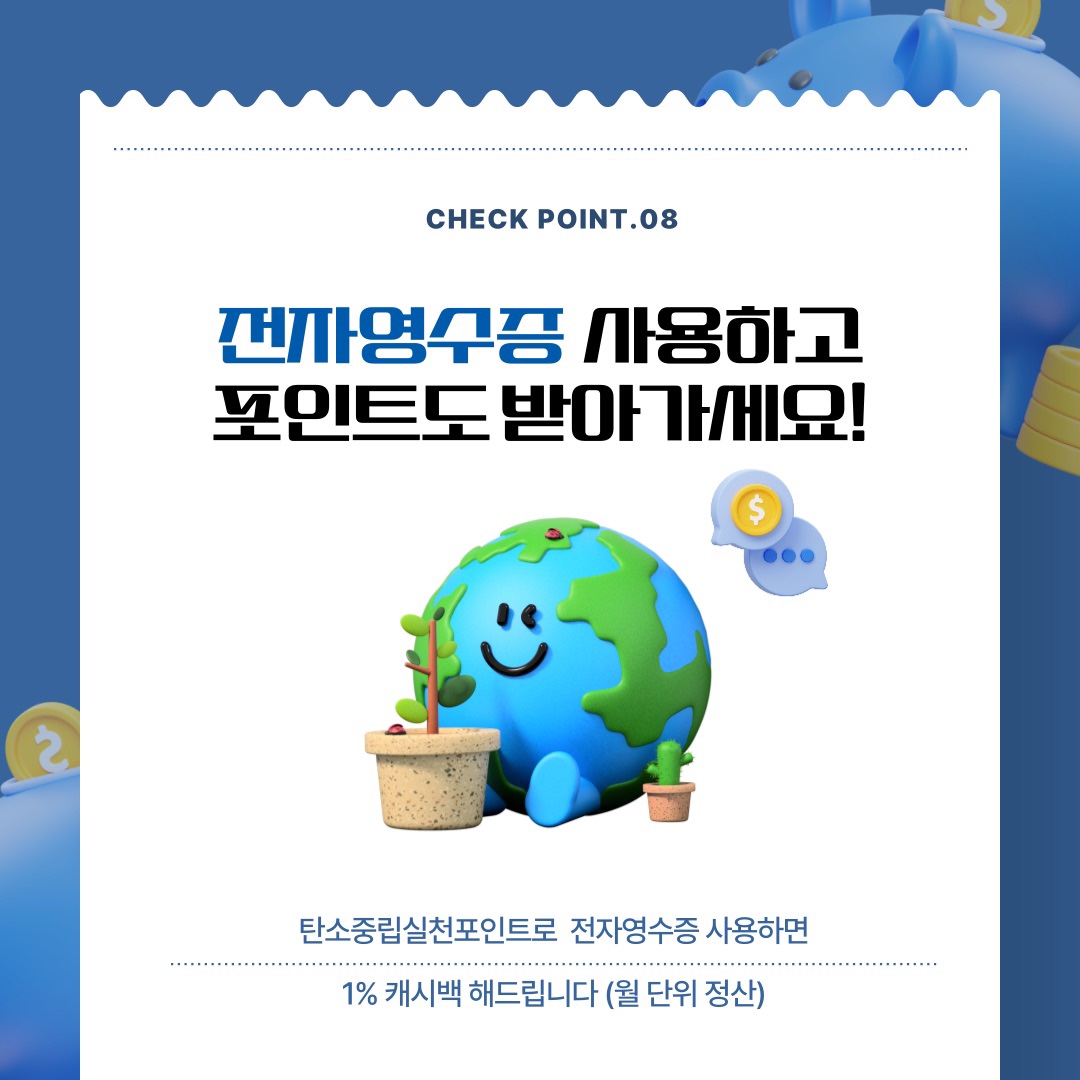 CHECK POINT.08
전자영수증 사용하고
포인트도 받아가세요!
탄소중립실천포인트로 전자영수증 사용하면
1% 캐시백 해드립니다 (월 단위 정산)